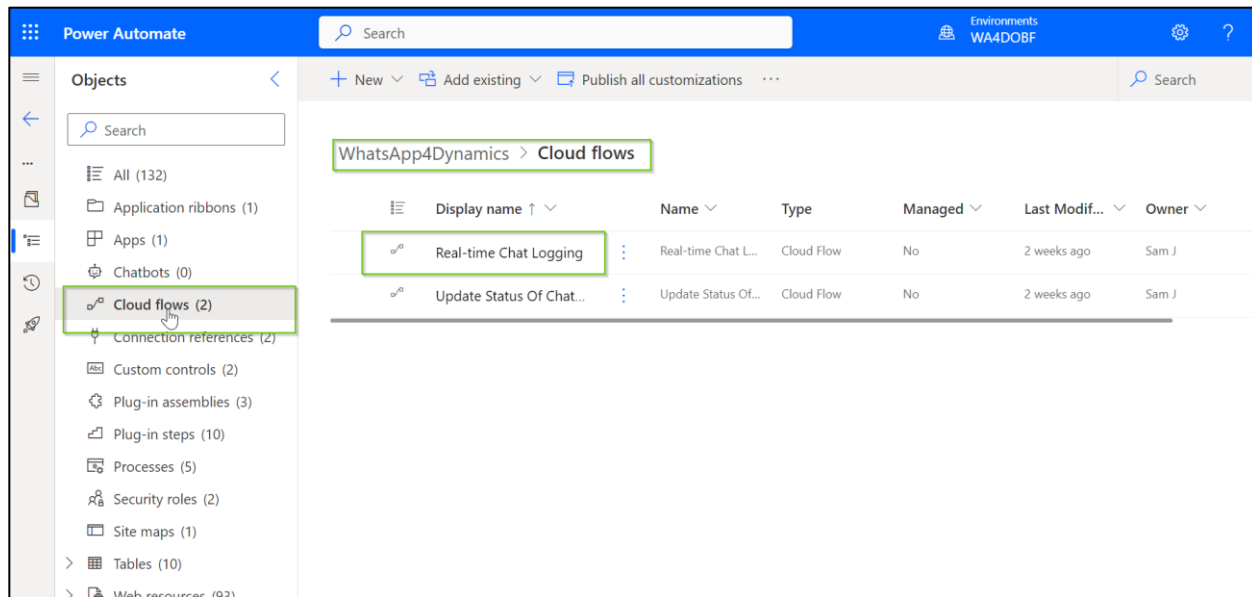 Power Automate
Search
Environments
WA4DOBF
?
Objects
New
Add existing
Publish all customizations
...
Search
Search
...
All (132)
Application ribbons (1)
Apps (1)
Chatbots (0)
Cloud flows (2)
Connection references (2)
Custom controls (2)
Plug-in assemblies (3)
Plug-in steps (10)
Processes (5)
Security roles (2)
Site maps (1)
Tables (10)
Web resources (93)
WhatsApp4Dynamics > Cloud flows
Display name ↑ Name Type Managed Last Modif... Owner
Real-time Chat Logging Real-time Chat L... Cloud Flow No 2 weeks ago Sam J
Update Status Of Chat... Update Status Of... Cloud Flow No 2 weeks ago Sam J